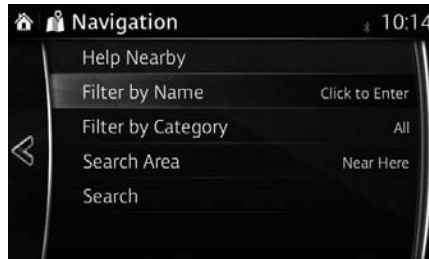 Navigation 10:14
Help Nearby
Filter by Name Click to Enter
Filter by Category All
Search Area Near Here
Search